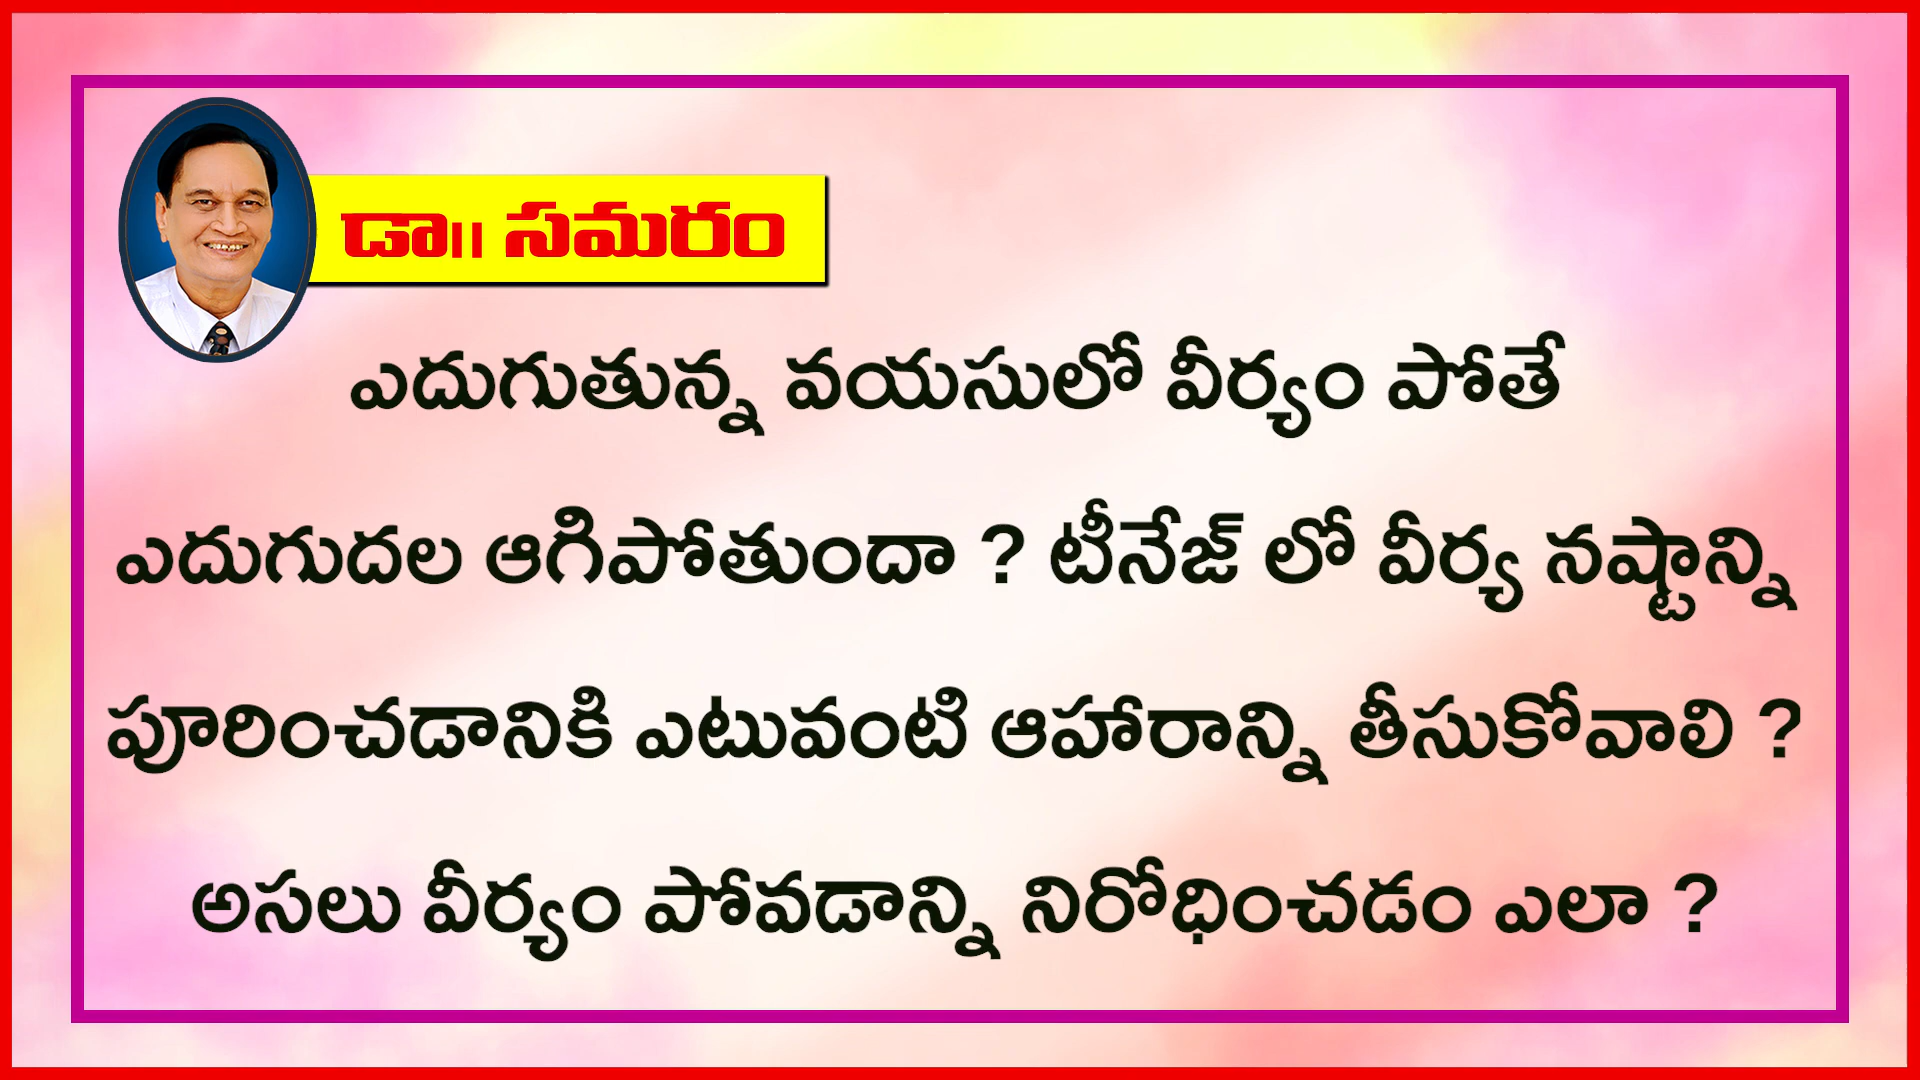 డా॥ సమరం
ఎదుగుతున్న వయసులో వీర్యం పోతే
ఎదుగుదల ఆగిపోతుందా ? టీనేజ్ లో వీర్య నష్టాన్ని
పూరించడానికి ఎటువంటి ఆహారాన్ని తీసుకోవాలి ?
అసలు వీర్యం పోవడాన్ని నిరోధించడం ఎలా ?